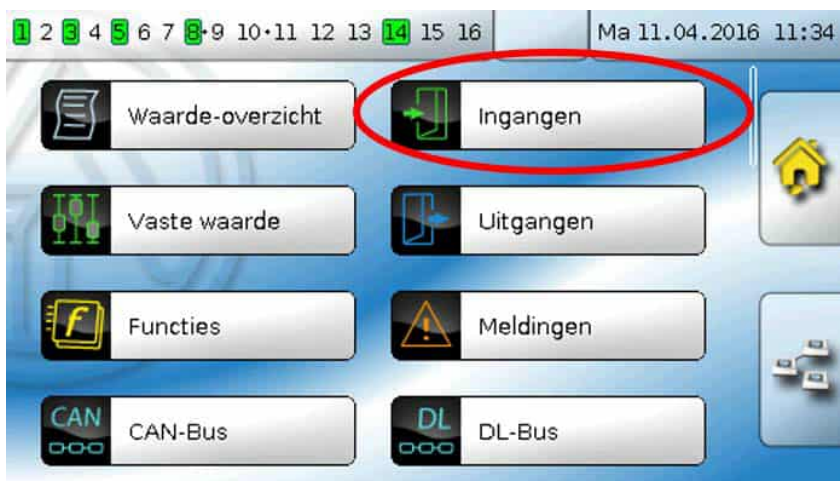 1 2 3 4 5 6 7 8·9 10·11 12 13 14 15 16 Ma 11.04.2016 11:34
Waarde-overzicht Ingangen
Vaste waarde Uitgangen
f Functies Meldingen
CAN CAN-Bus DL DL-Bus